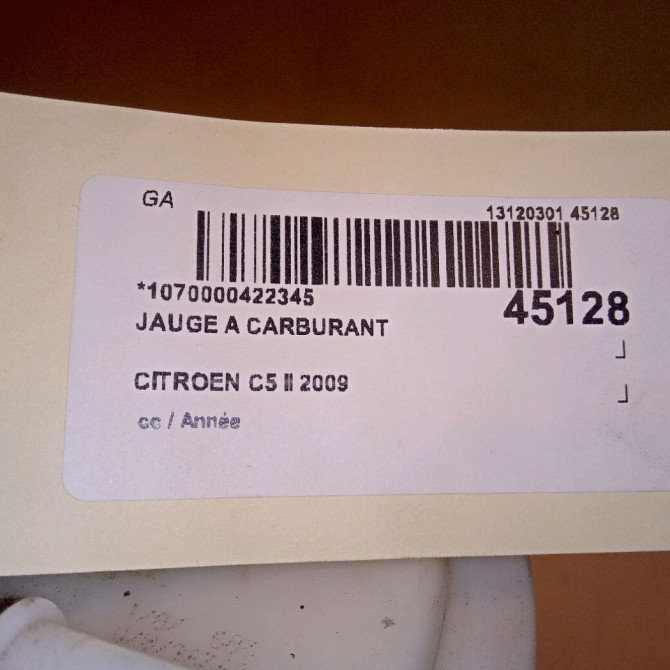 GA
13120301 45128
*1070000422345
45128
JAUGE A CARBURANT
CITROEN C5 II 2009
cc / Année